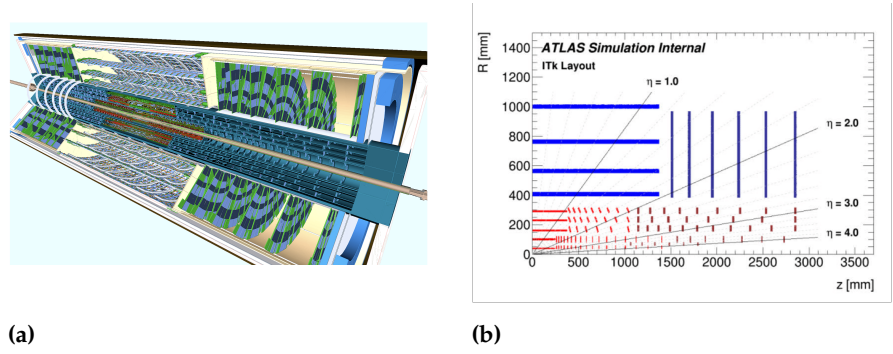 ATLAS Simulation Internal
ITk Layout
R [mm]
1400
1200
1000
800
600
400
200
0
η = 1.0
η = 2.0
η = 3.0
η = 4.0
0 500 1000 1500 2000 2500 3000 3500
z [mm]
(a)
(b)